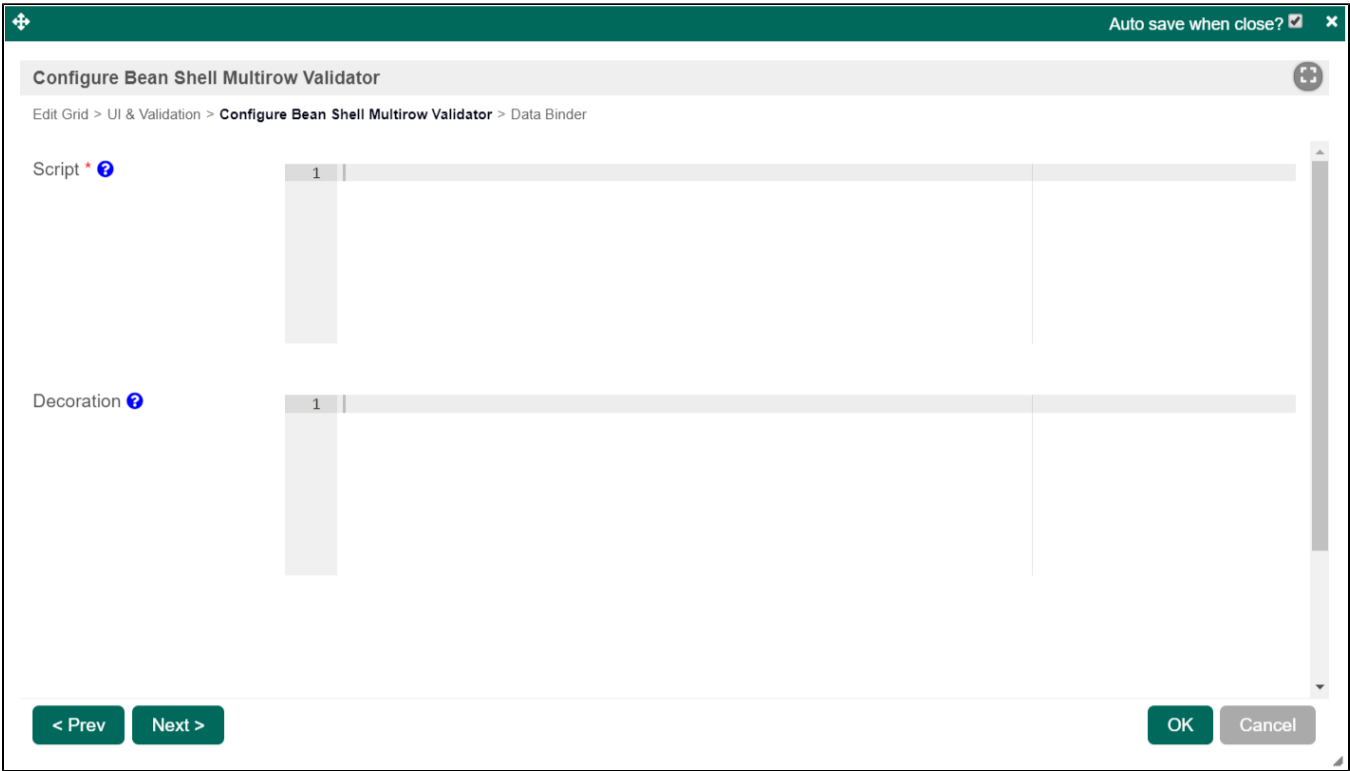 Auto save when close?
Configure Bean Shell Multirow Validator
Edit Grid > UI & Validation > Configure Bean Shell Multirow Validator > Data Binder
Script *
1
Decoration
1
< Prev Next > OK Cancel